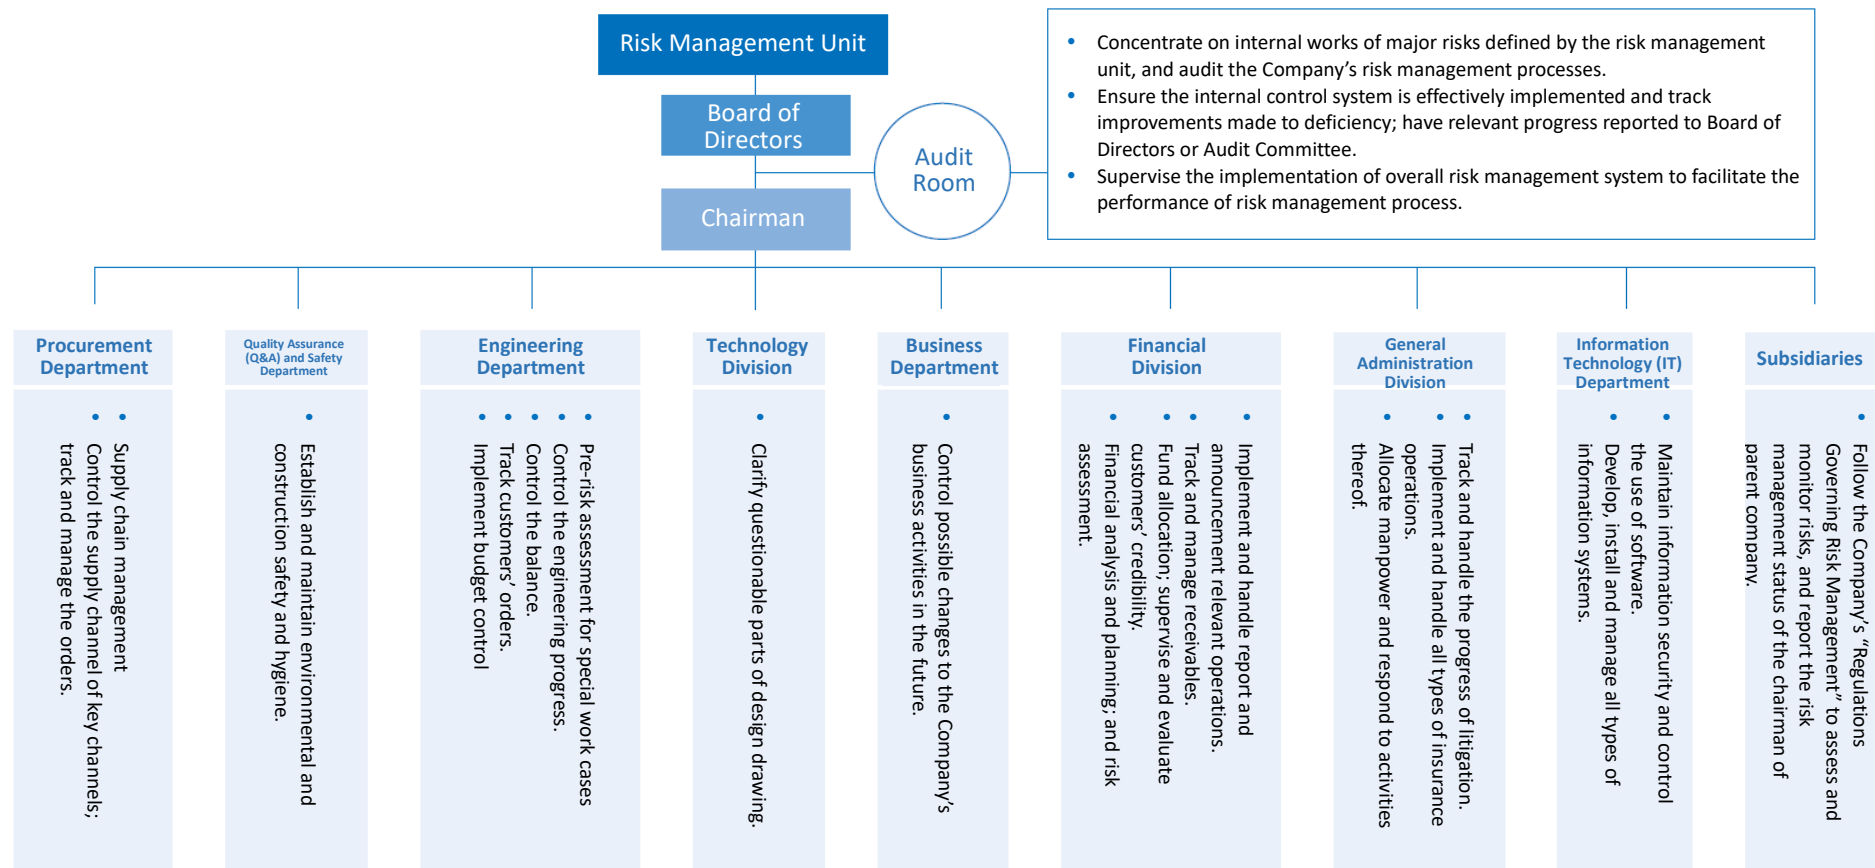 Risk Management Unit
Board of
Directors
Audit
Room
Chairman
• Concentrate on internal works of major risks defined by the risk management
unit, and audit the Company’s risk management processes.
• Ensure the internal control system is effectively implemented and track
improvements made to deficiency; have relevant progress reported to Board of
Directors or Audit Committee.
• Supervise the implementation of overall risk management system to facilitate the
performance of risk management process.
Procurement
Department
• Supply chain management
• Control the supply channel of key channels;
track and manage the orders.
Quality Assurance
(Q&A) and Safety
Department
• Establish and maintain environmental and
construction safety and hygiene.
Engineering
Department
• Pre-risk assessment for special work cases
• Control the engineering progress.
• Control the balance.
• Track customers’ orders.
• Implement budget control
Technology
Division
• Clarify questionable parts of design drawing.
Business
Department
• Control possible changes to the Company’s
business activities in the future.
Financial
Division
• Implement and handle report and
announcement relevant operations.
• Track and manage receivables.
• Fund allocation; supervise and evaluate
customers’ credibility.
• Financial analysis and planning; and risk
assessment.
General
Administration
Division
• Track and handle the progress of litigation.
• Implement and handle all types of insurance
operations.
• Allocate manpower and respond to activities
thereof.
Information
Technology (IT)
Department
• Maintain information security and control
the use of software.
• Develop, install and manage all types of
information systems.
Subsidiaries
• Follow the Company’s “Regulations
Governing Risk Management” to assess and
monitor risks, and report the risk
management status of the chairman of
parent company.